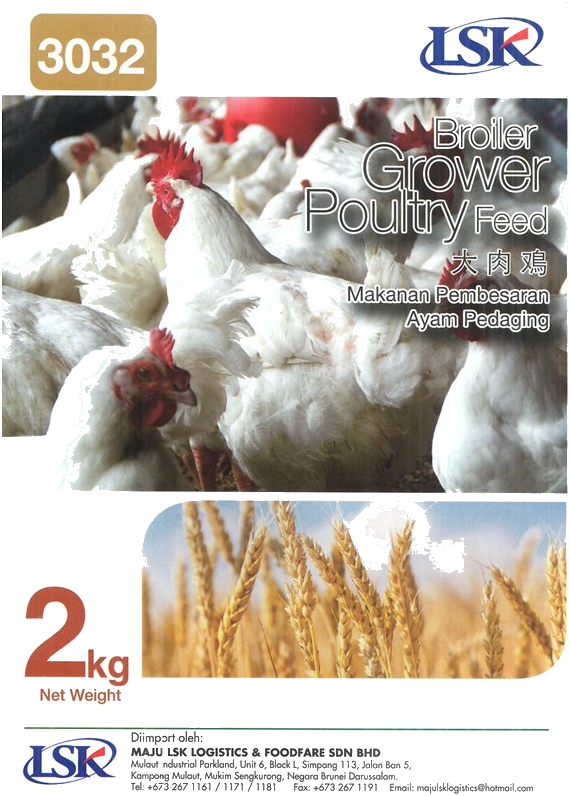 3032
LSK
Broiler
Grower
Poultry Feed
大肉鸡
Makanan Pembesaran
Ayam Pedaging
2kg
Net Weight
LSK
Diimport oleh:
MAJU LSK LOGISTICS & FOODFARE SDN BHD
Mulaut ndustrial Parkland, Unit 6, Block L, Simpang 113, Jalan Ban 5,
Kampong Mulaut, Mukim Sengkurong, Negara Brunei Darussalam.
Tel: +673 267 1161 / 1171 / 1181 Fax: +673 267 1191 Email: majulsklogistics@hotmail.com